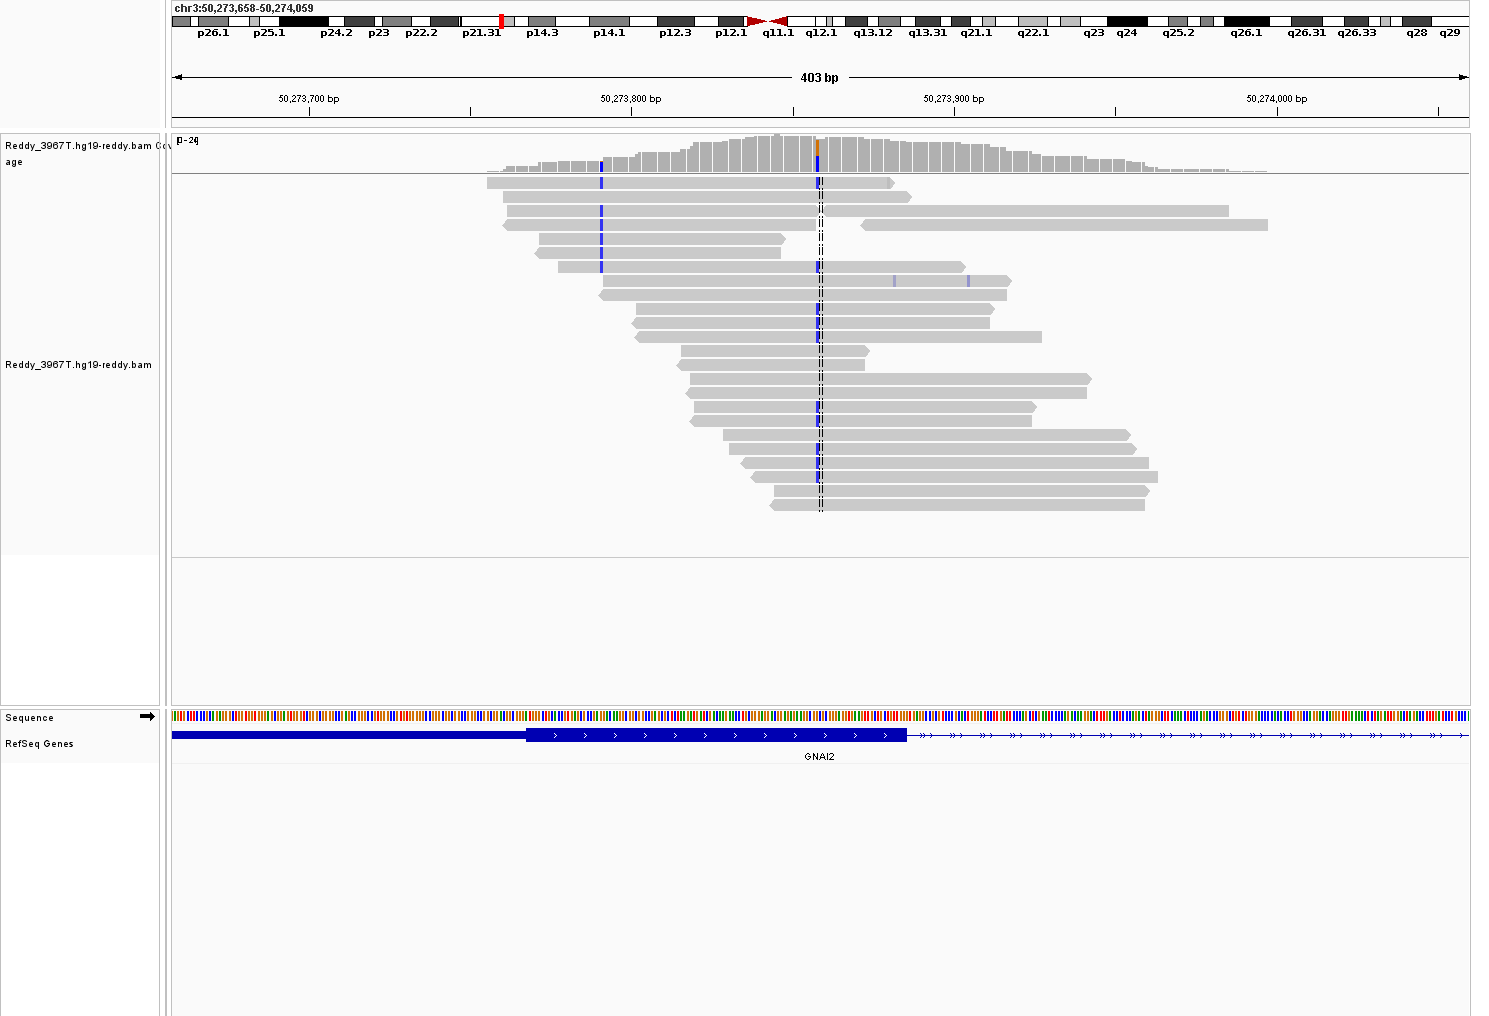 chr3:50,273,658-50,274,059
p26.1 p25.1 p24.2 p23 p22.2 p21.31 p14.3 p14.1 p12.3 p12.1 q11.1 q12.1 q13.12 q13.31 q21.1 q22.1 q23 q24 q25.2 q26.1 q26.31 q26.33 q28 q29
403 bp
50,273,700 bp 50,273,800 bp 50,273,900 bp 50,274,000 bp
Reddy_3967T.hg19-reddy.bam Cov
age
[0-24]
Reddy_3967T.hg19-reddy.bam
Sequence
RefSeq Genes
GNAI2